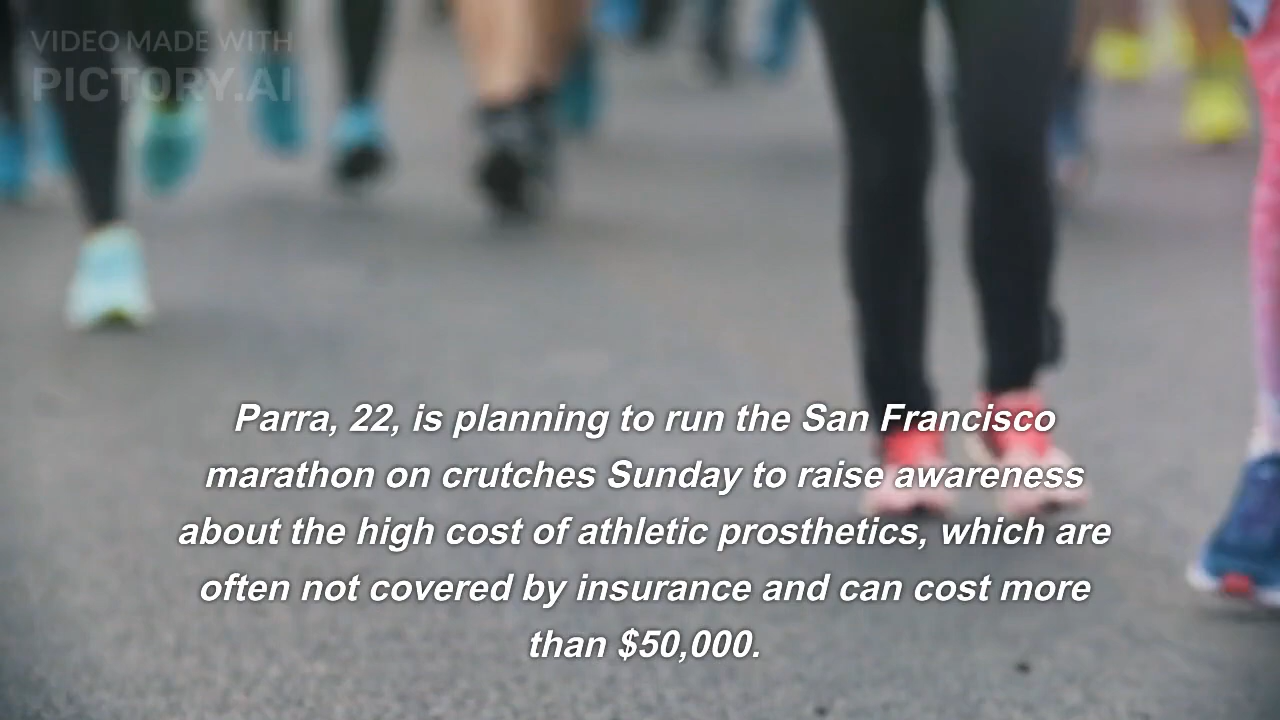 VIDEO MADE WITH
PICTORY.AI
Parra, 22, is planning to run the San Francisco
marathon on crutches Sunday to raise awareness
about the high cost of athletic prosthetics, which are
often not covered by insurance and can cost more
than $50,000.